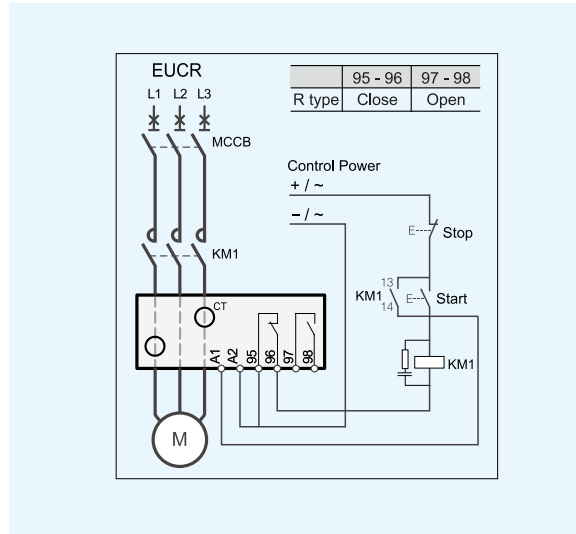 EUCR
L1 L2 L3
MCCB
KM1
95 - 96 97 - 98
R type Close Open
Control Power
+ / ~
– / ~
E Stop
13
KM1
14
E Start
KM1
CT
A1 A2 95 96 97 98
M